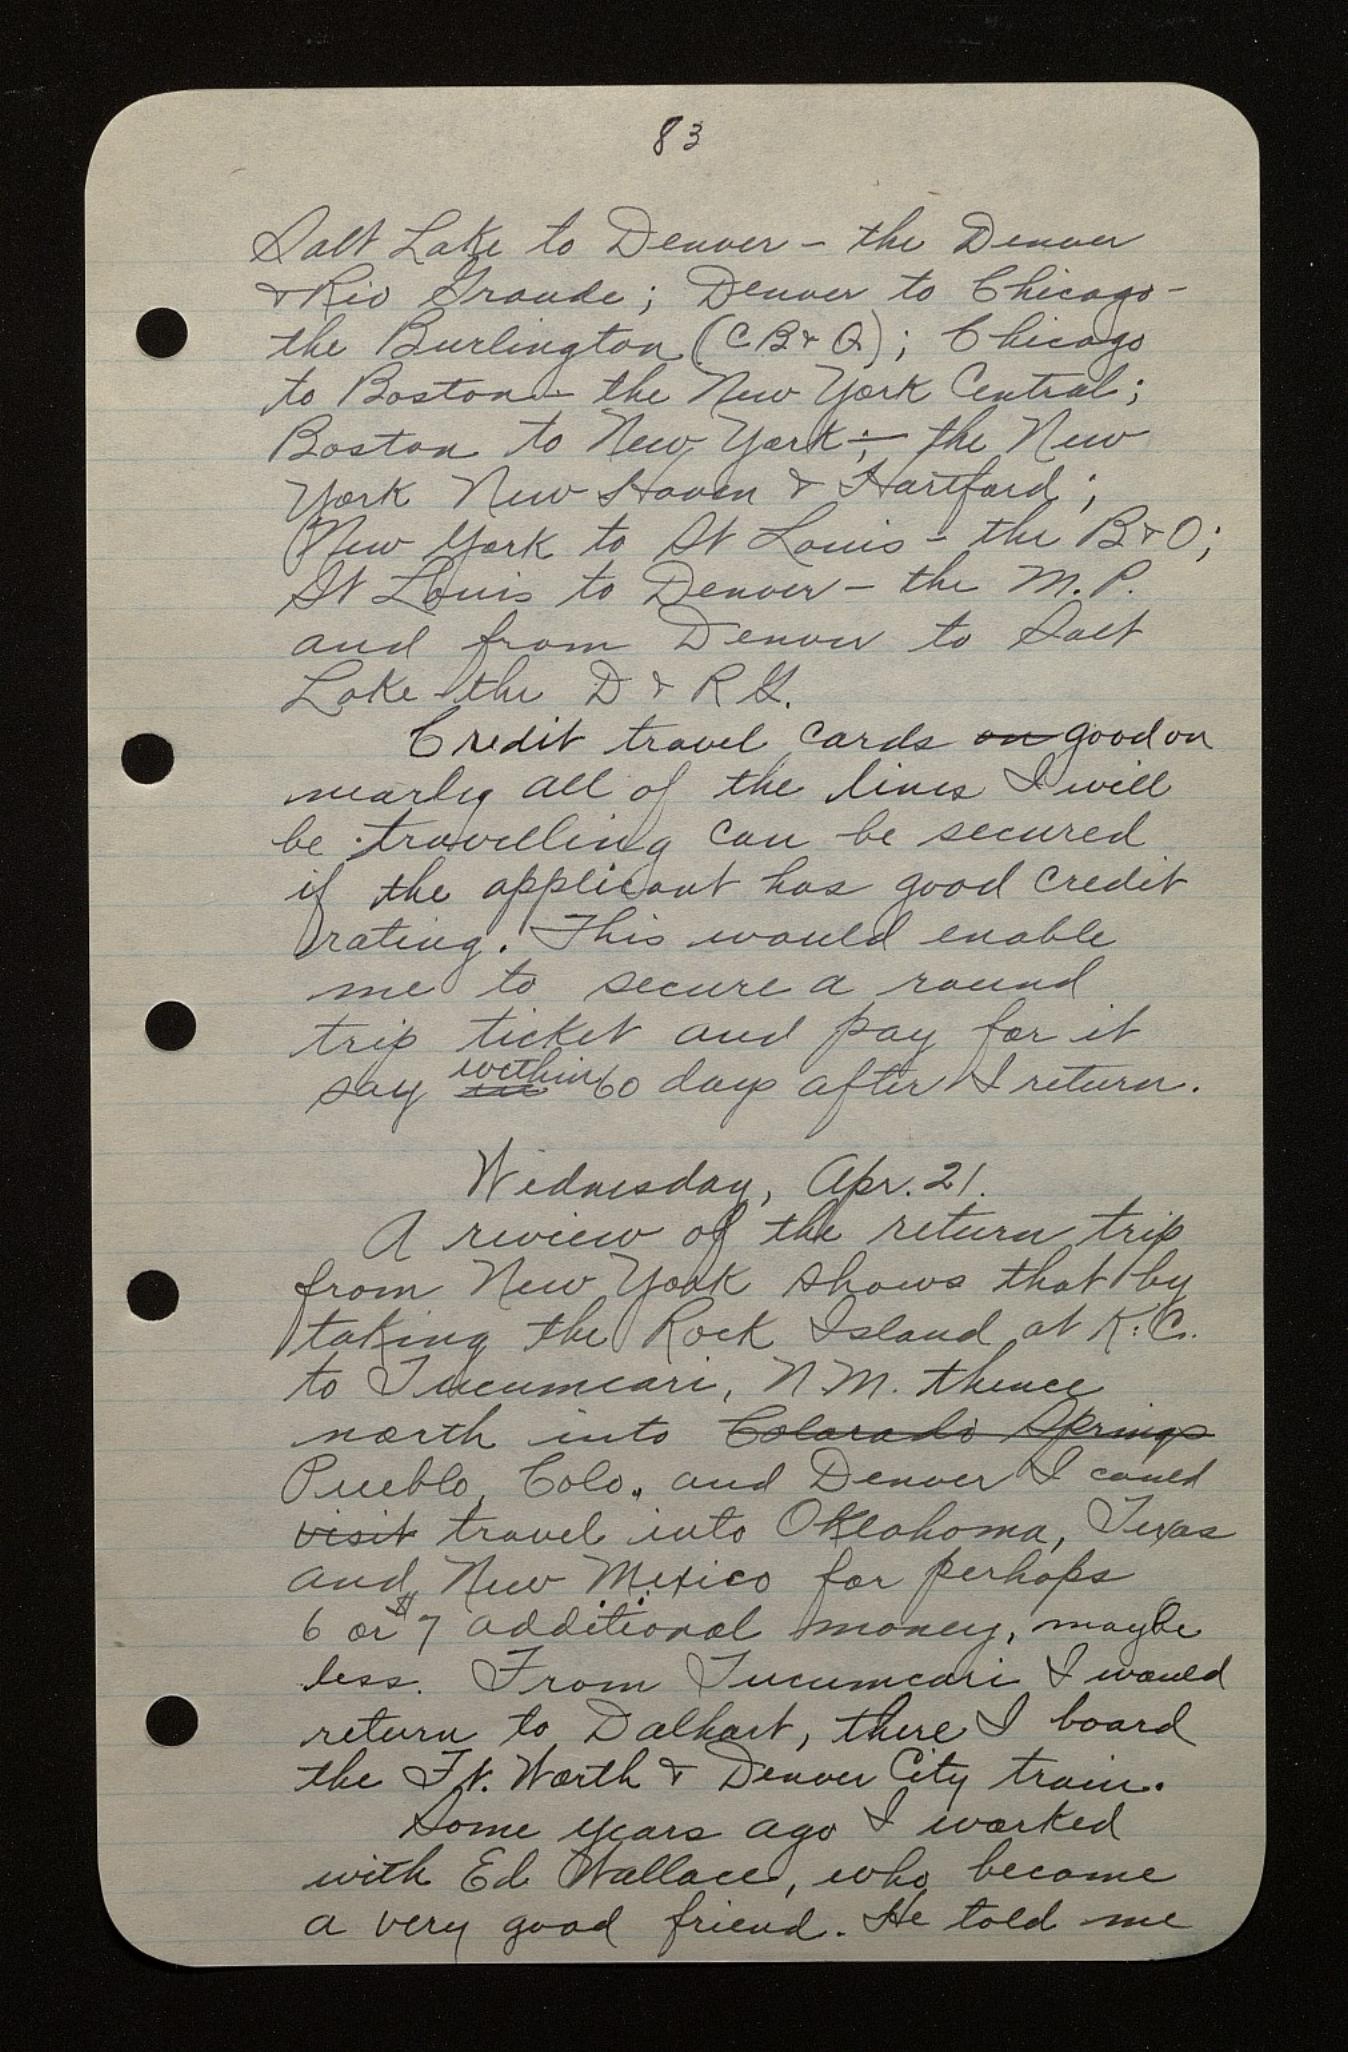 83
Salt Lake to Denver - the Denver
& Rio Grande; Denver to Chicago -
the Burlington (CB & Q); Chicago
to Boston - the New York Central;
Boston to New York; - the New
York New Haven & Hartford;
New York to St Louis - the B & O;
St Louis to Denver - the M.P.
and from Denver to Salt
Lake the D & R G.
Credit travel cards on good on
nearly all of the lines I will
be travelling can be secured
if the applicant has good credit
rating. This would enable
me to secure a round
trip ticket and pay for it
say within 60 days after I return.
Wednesday, Apr. 21.
A review of the return trip
from New York shows that by
taking the Rock Island at K.C.
to Tucumcari, N.M. thence
north into Colorado Springs
Pueblo, Colo., and Denver I could
visit travel into Oklahoma, Texas
and New Mexico for perhaps
6 or $7 additional money, maybe
less. From Tucumcari I would
return to Dalhart, there I board
the Ft. Worth & Denver City train.
Some years ago I worked
with Ed Wallace, who became
a very good friend. He told me